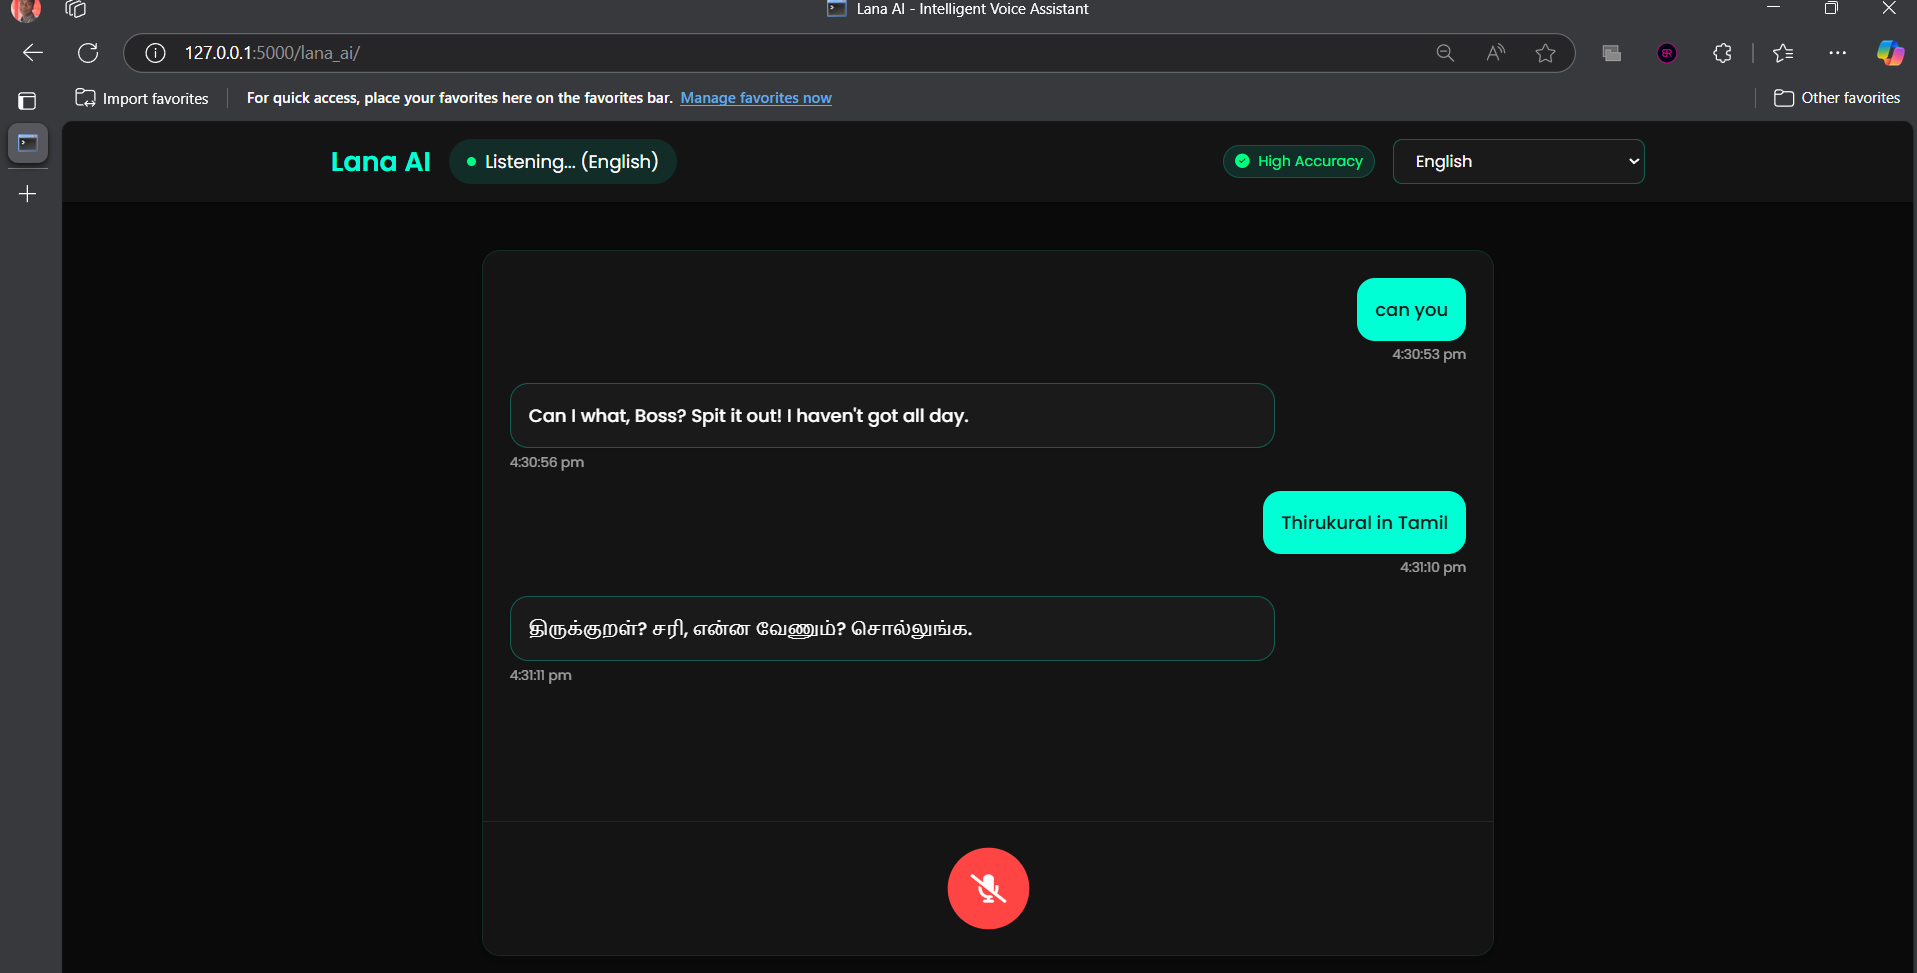 Lana AI - Intelligent Voice Assistant
127.0.0.1:5000/lana_ai/
Import favorites
For quick access, place your favorites here on the favorites bar. Manage favorites now
Other favorites
Lana AI
Listening... (English)
High Accuracy
English
can you
4:30:53 pm
Can I what, Boss? Spit it out! I haven't got all day.
4:30:56 pm
Thirukural in Tamil
4:31:10 pm
திருக்குறள்? சரி, என்ன வேணும்? சொல்லுங்க.
4:31:11 pm